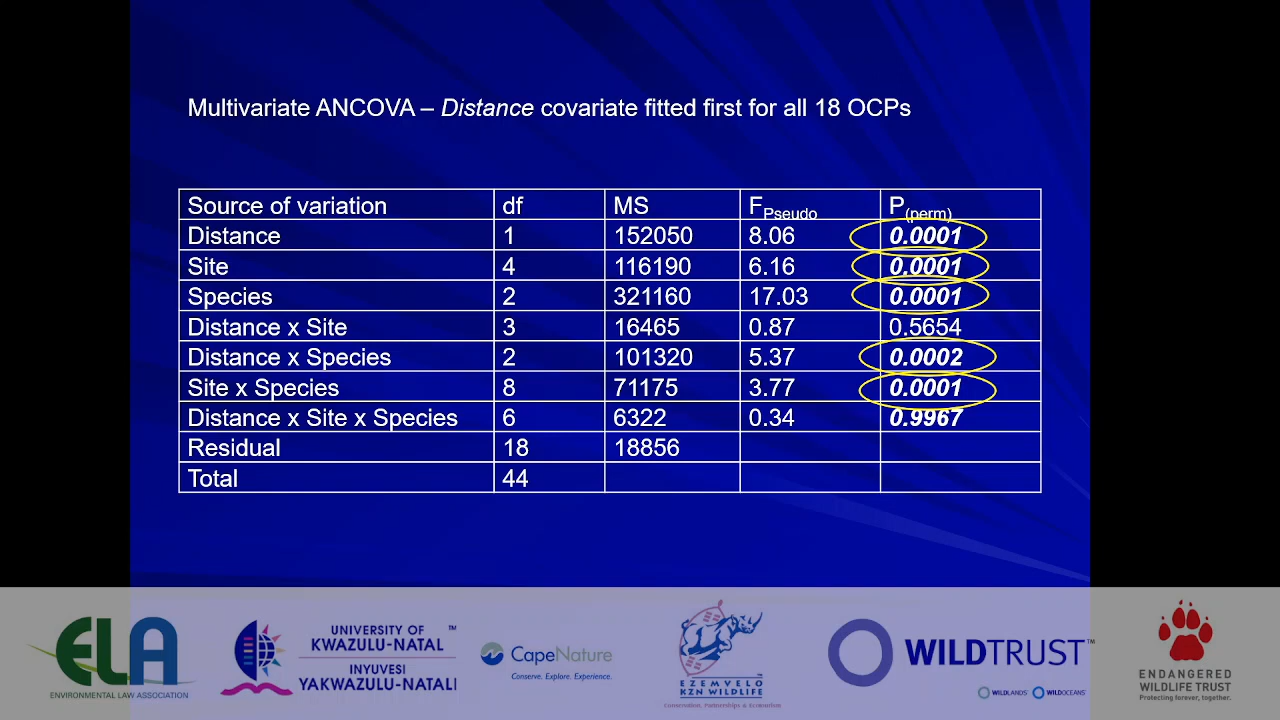 Multivariate ANCOVA – Distance covariate fitted first for all 18 OCPs
Source of variation df MS FPseudo P(perm)
Distance 1 152050 8.06 0.0001
Site 4 116190 6.16 0.0001
Species 2 321160 17.03 0.0001
Distance x Site 3 16465 0.87 0.5654
Distance x Species 2 101320 5.37 0.0002
Site x Species 8 71175 3.77 0.0001
Distance x Site x Species 6 6322 0.34 0.9967
Residual 18 18856
Total 44
ELA
ENVIRONMENTAL LAW ASSOCIATION
UNIVERSITY OF ™
KWAZULU-NATAL
INYUVESI
YAKWAZULU-NATALI
CapeNature
Conserve. Explore. Experience.
EZEMVELO
KZN WILDLIFE
Conservation, Partnerships & Ecotourism
WILDTRUST™
WILDLANDS WILDOCEANS
ENDANGERED
WILDLIFE TRUST
Protecting forever, together.